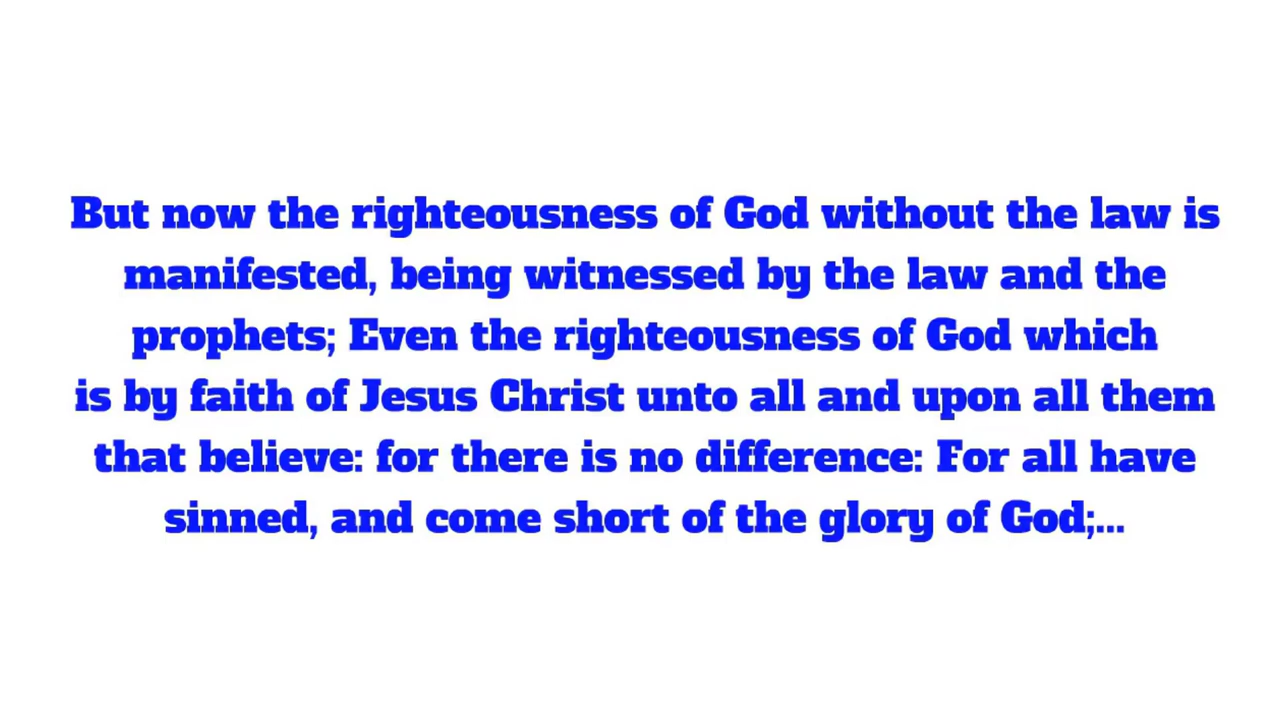 But now the righteousness of God without the law is
manifested, being witnessed by the law and the
prophets; Even the righteousness of God which
is by faith of Jesus Christ unto all and upon all them
that believe: for there is no difference: For all have
sinned, and come short of the glory of God;...